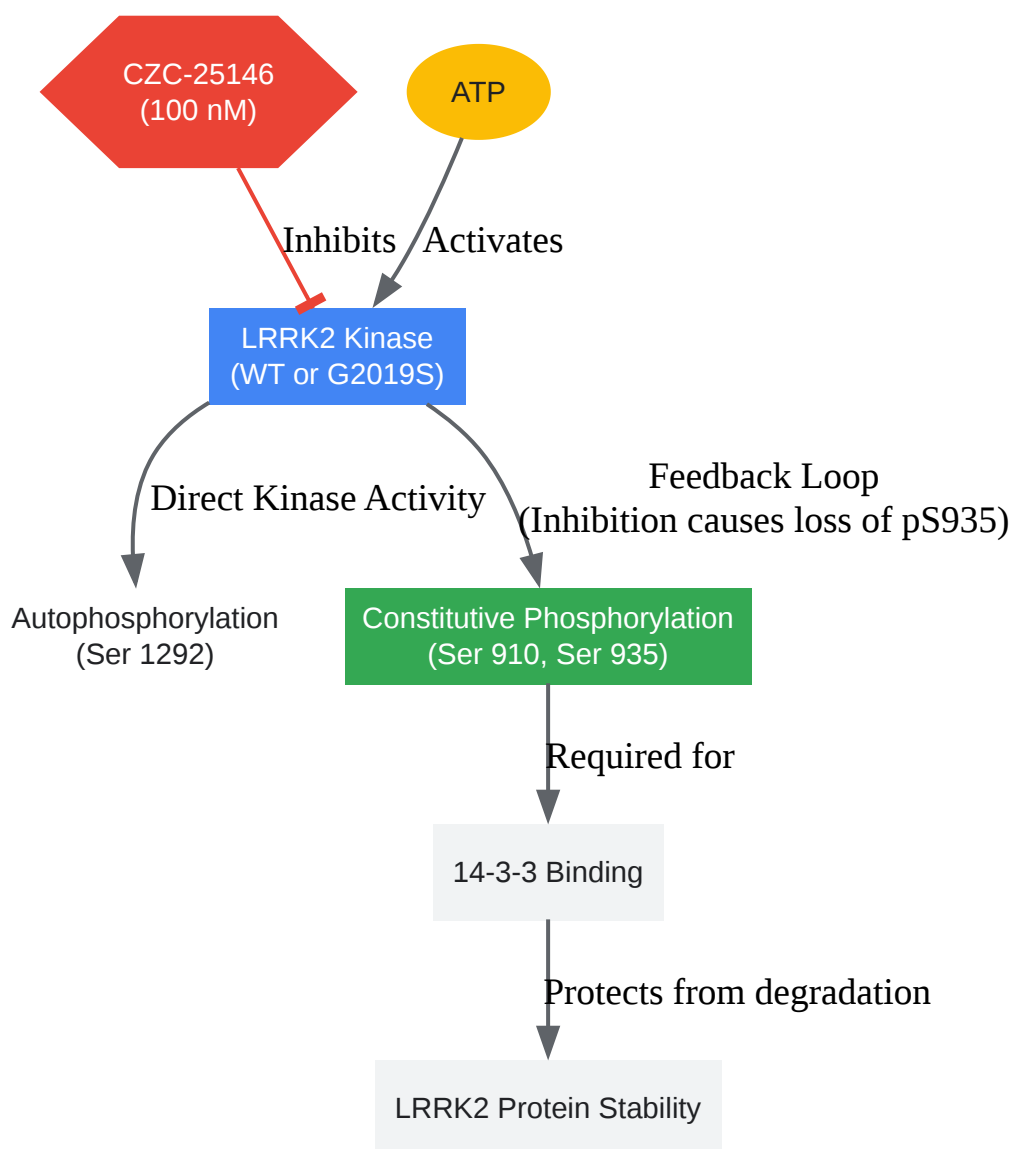 CZC-25146
(100 nM)
ATP
Inhibits
Activates
LRRK2 Kinase
(WT or G2019S)
Direct Kinase Activity
Feedback Loop
(Inhibition causes loss of pS935)
Autophosphorylation
(Ser 1292)
Constitutive Phosphorylation
(Ser 910, Ser 935)
Required for
14-3-3 Binding
Protects from degradation
LRRK2 Protein Stability